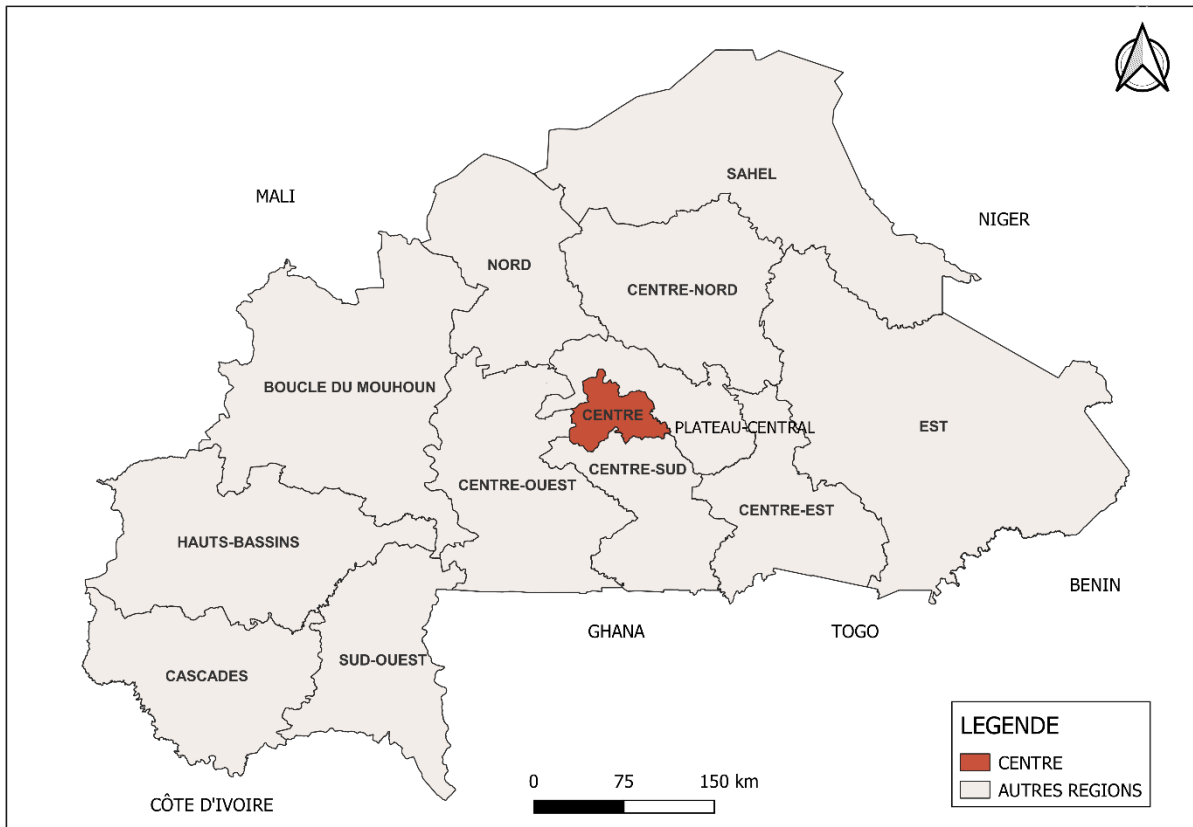 SAHEL
MALI
NIGER
NORD
CENTRE-NORD
BOUCLE DU MOUHOUN
CENTRE
PLATEAU-CENTRAL
EST
CENTRE-SUD
CENTRE-OUEST
CENTRE-EST
HAUTS-BASSINS
BENIN
GHANA
TOGO
SUD-OUEST
CASCADES
CÔTE D'IVOIRE
0 75 150 km
LEGENDE
CENTRE
AUTRES REGIONS